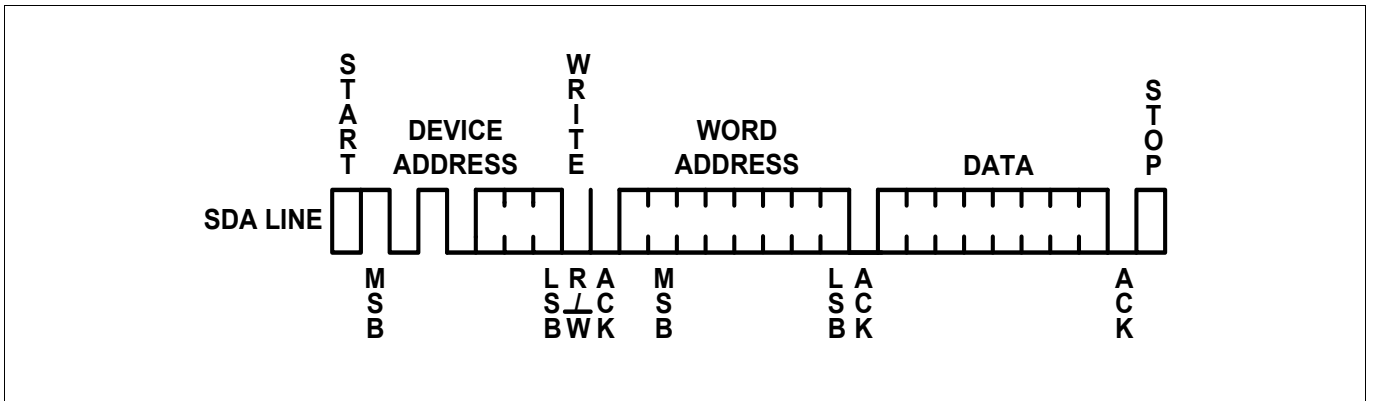 START
DEVICE
ADDRESS
WRITE
WORD
ADDRESS
DATA
STOP
SDA LINE
MSB
LSB
R/W
ACK
MSB
LSB
ACK
ACK